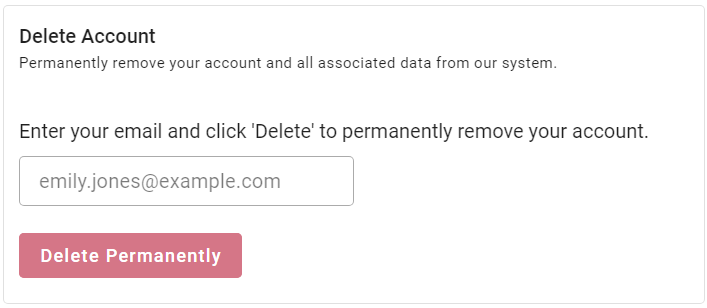 Delete Account
Permanently remove your account and all associated data from our system.
Enter your email and click 'Delete' to permanently remove your account.
emily.jones@example.com
Delete Permanently